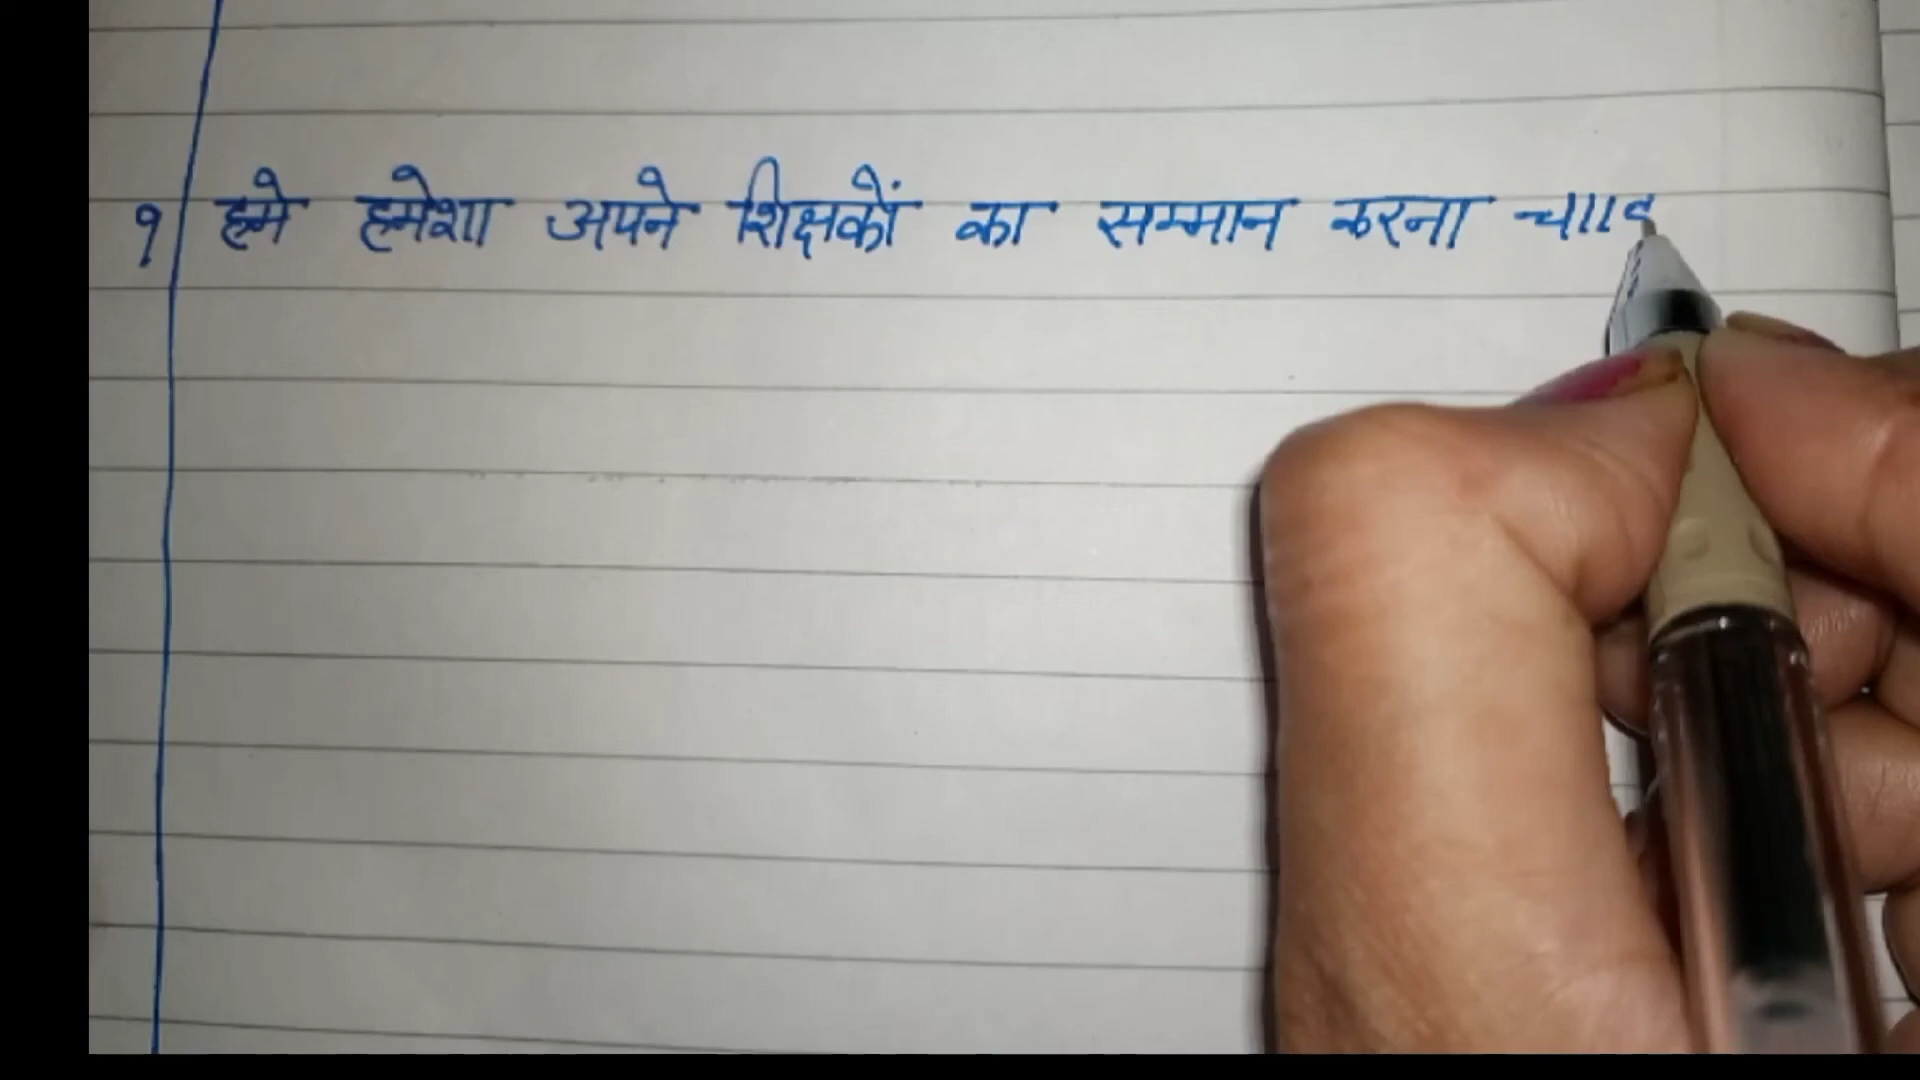 १ हमे हमेशा अपने शिक्षकों का सम्मान करना